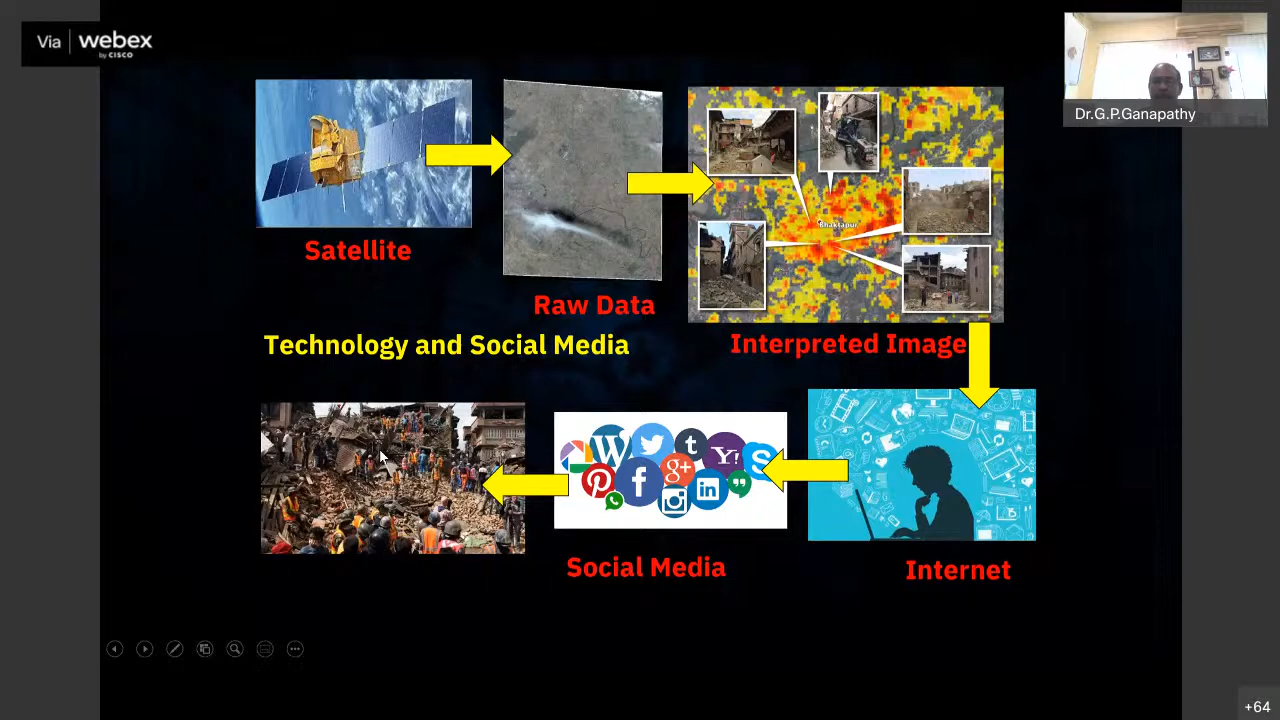 Via webex
by CISCO
Dr.G.P.Ganapathy
Bhaktapur
Satellite
Raw Data
Technology and Social Media
Interpreted Image
W
t
Y!
S
g+
f
in
Social Media
Internet
+64